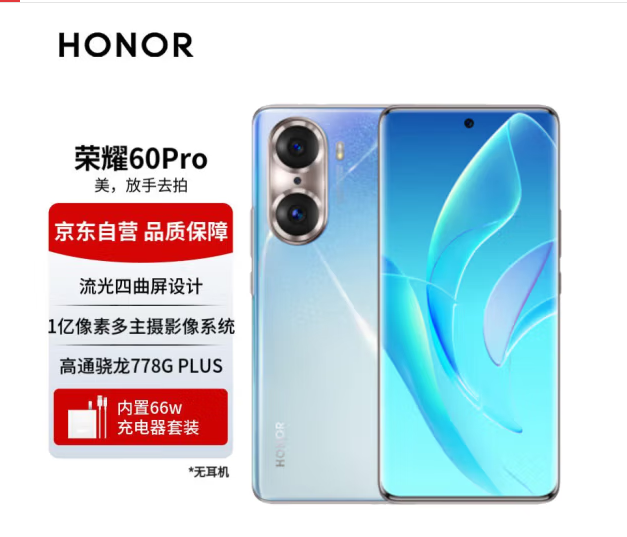 HONOR
荣耀60Pro
美，放手去拍
京东自营 品质保障
流光四曲屏设计
1亿像素多主摄影像系统
高通骁龙778G PLUS
内置66w
充电器套装
*无耳机
HONOR